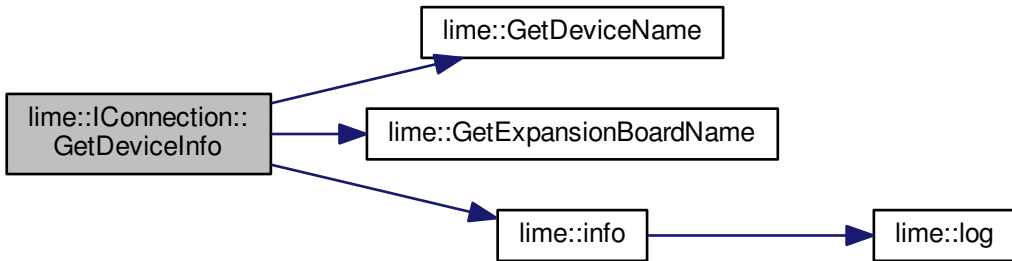 lime::GetDeviceName
lime::IConnection::
GetDeviceInfo
lime::GetExpansionBoardName
lime::info
lime::log